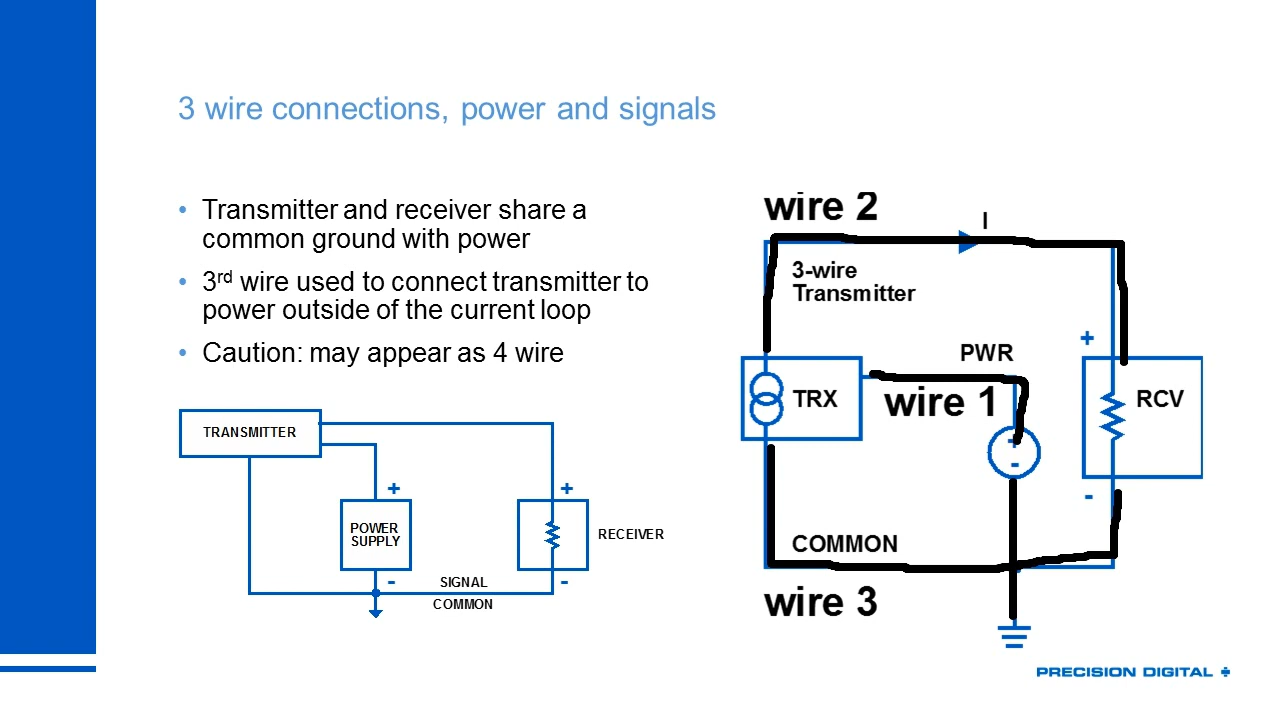 3 wire connections, power and signals
• Transmitter and receiver share a
common ground with power
• 3rd wire used to connect transmitter to
power outside of the current loop
• Caution: may appear as 4 wire
TRANSMITTER
+
+
POWER
SUPPLY
RECEIVER
-
SIGNAL
-
COMMON
wire 2
I
3-wire
Transmitter
+
PWR
TRX
wire 1
RCV
+
-
-
COMMON
wire 3
PRECISION DIGITAL